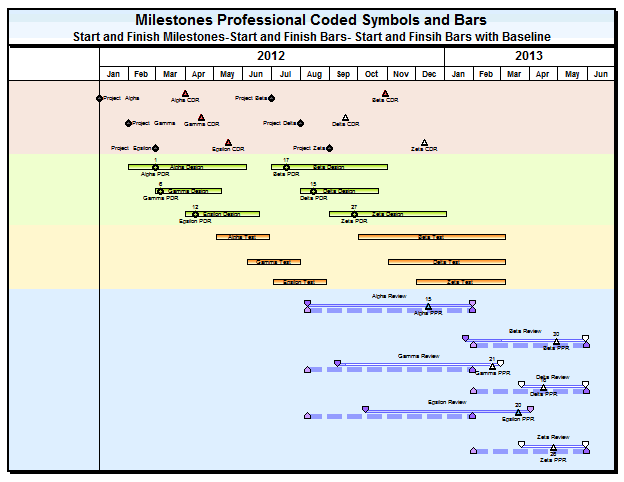 Milestones Professional Coded Symbols and Bars
Start and Finish Milestones-Start and Finish Bars- Start and Finsih Bars with Baseline
2012 2013
Jan Feb Mar Apr May Jun Jul Aug Sep Oct Nov Dec Jan Feb Mar Apr May Jun
Project Alpha Alpha CDR Project Beta Beta CDR
Project Gamma Gamma CDR Project Delta Delta CDR
Project Epsilon Epsilon CDR Project Zeta Zeta CDR
1 17
Alpha Design Beta Design
Alpha PDR Beta PDR
6 15
Gamma Design Delta Design
Gamma PDR Delta PDR
12 27
Epsilon Design Zeta Design
Epsilon PDR Zeta PDR
Alpha Test Beta Test
Gamma Test Delta Test
Epsilon Test Zeta Test
Alpha Review
15
Alpha PPR
Beta Review
20
Beta PPR
Gamma Review
21
Gamma PPR
Delta Review
Delta PPR
Epsilon Review
20
Epsilon PPR
Zeta Review
Zeta PPR